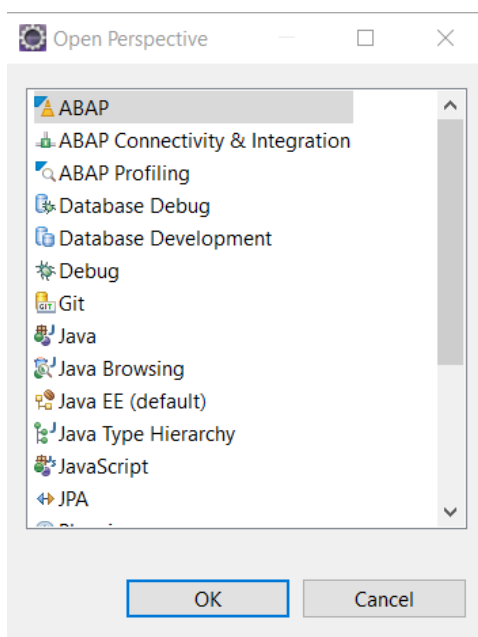 Open Perspective
ABAP
ABAP Connectivity & Integration
ABAP Profiling
Database Debug
Database Development
Debug
GIT Git
Java
Java Browsing
Java EE (default)
Java Type Hierarchy
JavaScript
JPA
OK Cancel